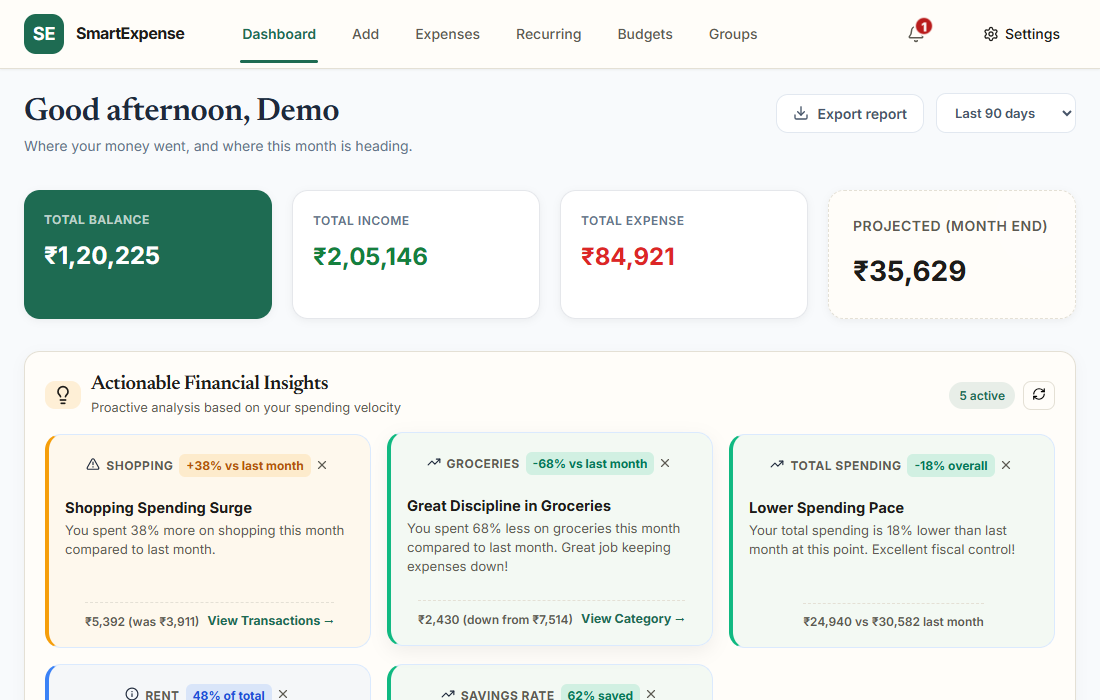 SE SmartExpense Dashboard Add Expenses Recurring Budgets Groups 1 Settings
Good afternoon, Demo
Where your money went, and where this month is heading.
Export report
Last 90 days
TOTAL BALANCE
₹1,20,225
TOTAL INCOME
₹2,05,146
TOTAL EXPENSE
₹84,921
PROJECTED (MONTH END)
₹35,629
Actionable Financial Insights
Proactive analysis based on your spending velocity
5 active
SHOPPING +38% vs last month
Shopping Spending Surge
You spent 38% more on shopping this month
compared to last month.
₹5,392 (was ₹3,911) View Transactions →
GROCERIES -68% vs last month
Great Discipline in Groceries
You spent 68% less on groceries this month
compared to last month. Great job keeping
expenses down!
₹2,430 (down from ₹7,514) View Category →
TOTAL SPENDING -18% overall
Lower Spending Pace
Your total spending is 18% lower than last
month at this point. Excellent fiscal control!
₹24,940 vs ₹30,582 last month
RENT 48% of total
SAVINGS RATE 62% saved